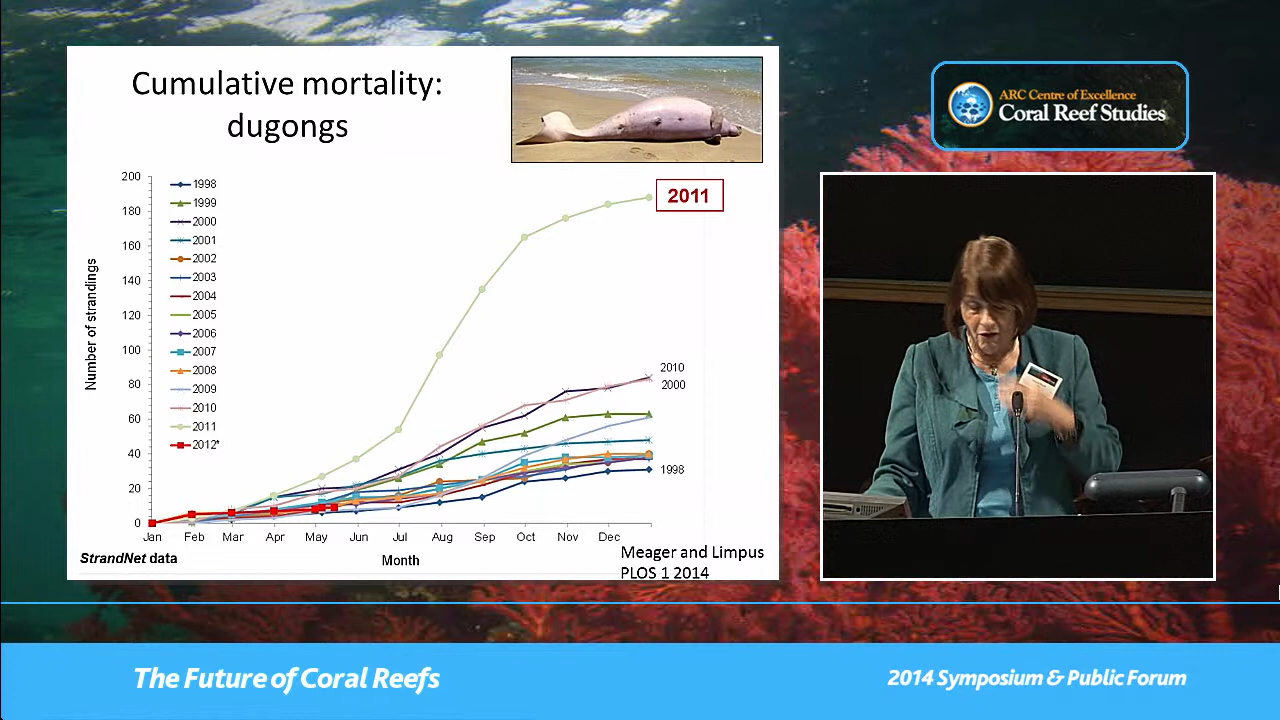 Cumulative mortality:
dugongs
ARC Centre of Excellence
Coral Reef Studies
200
180
160
140
120
100
80
60
40
20
0
Number of strandings
1998
1999
2000
2001
2002
2003
2004
2005
2006
2007
2008
2009
2010
2011
2012*
2011
2010
2000
1998
Jan Feb Mar Apr May Jun Jul Aug Sep Oct Nov Dec
StrandNet data
Month
Meager and Limpus
PLOS 1 2014
The Future of Coral Reefs
2014 Symposium & Public Forum